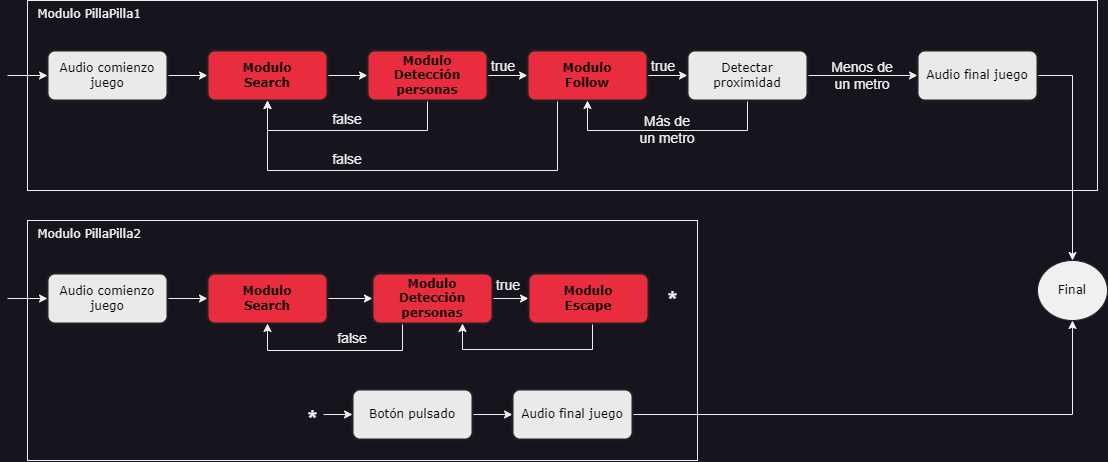 Modulo PillaPilla1
Audio comienzo
juego
Modulo
Search
Modulo
Detección
personas
true
Modulo
Follow
true
Detectar
proximidad
Menos de
un metro
Audio final juego
false
Más de
un metro
false
Modulo PillaPilla2
Audio comienzo
juego
Modulo
Search
Modulo
Detección
personas
true
Modulo
Escape
*
Final
false
*
Botón pulsado
Audio final juego